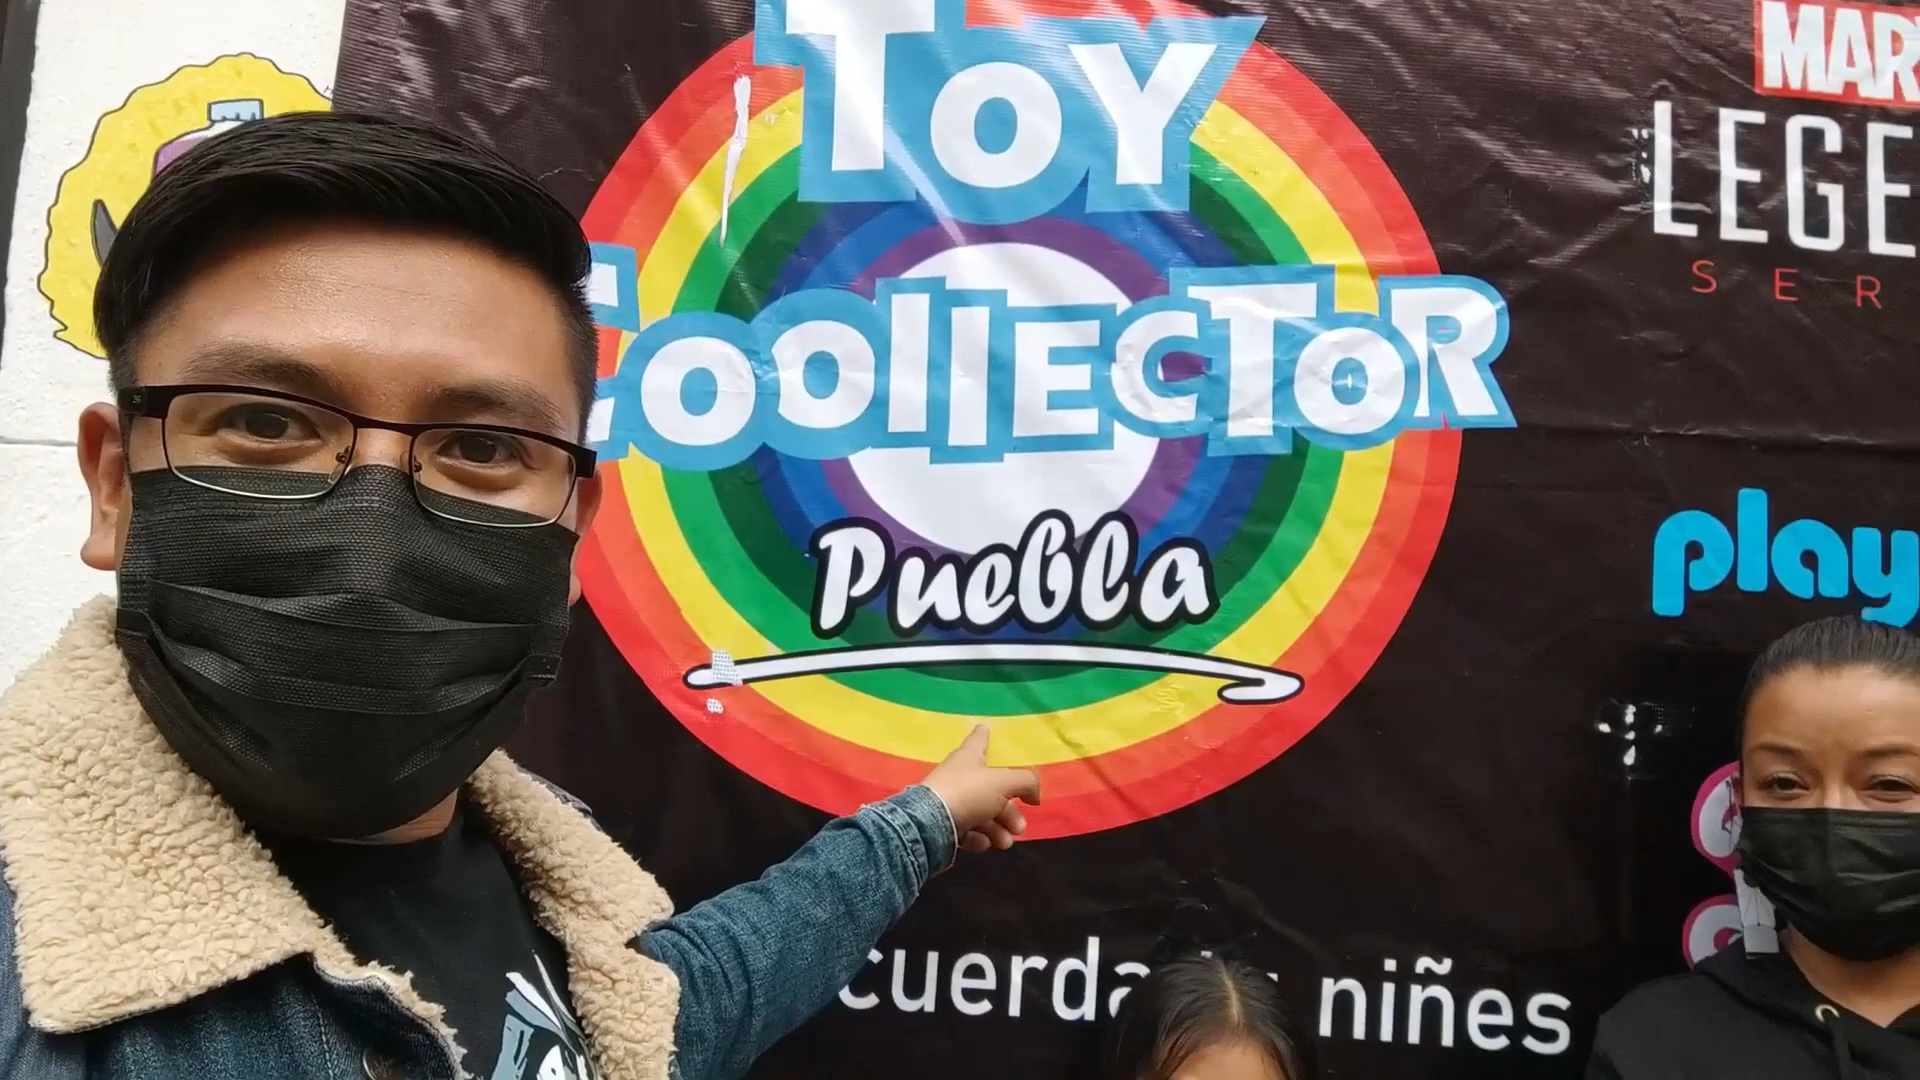 Toy
CoollecToR
Puebla
MAR
LEGE
SER
play
cuerda
niñes